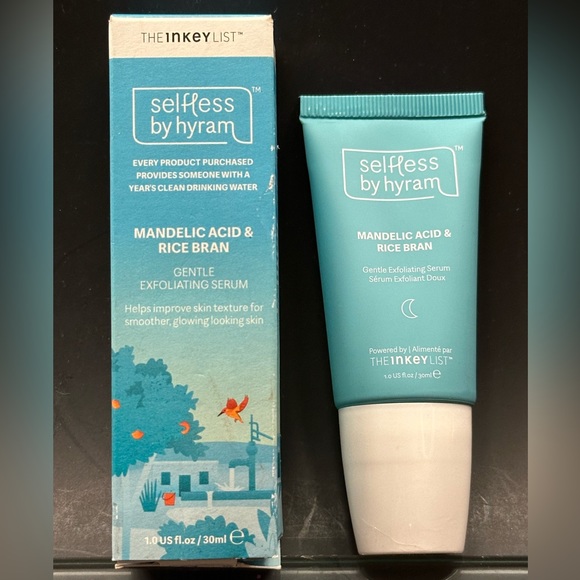 THE INKEY LIST™
selfless
by hyram™
EVERY PRODUCT PURCHASED
PROVIDES SOMEONE WITH A
YEAR'S CLEAN DRINKING WATER
MANDELIC ACID &
RICE BRAN
GENTLE
EXFOLIATING SERUM
Helps improve skin texture for
smoother, glowing looking skin
1.0 US fl.oz / 30ml ℮
selfless
by hyram™
MANDELIC ACID &
RICE BRAN
Gentle Exfoliating Serum
Sérum Exfoliant Doux
Powered by | Alimenté par
THE INKEY LIST™
1.0 US fl.oz / 30ml ℮